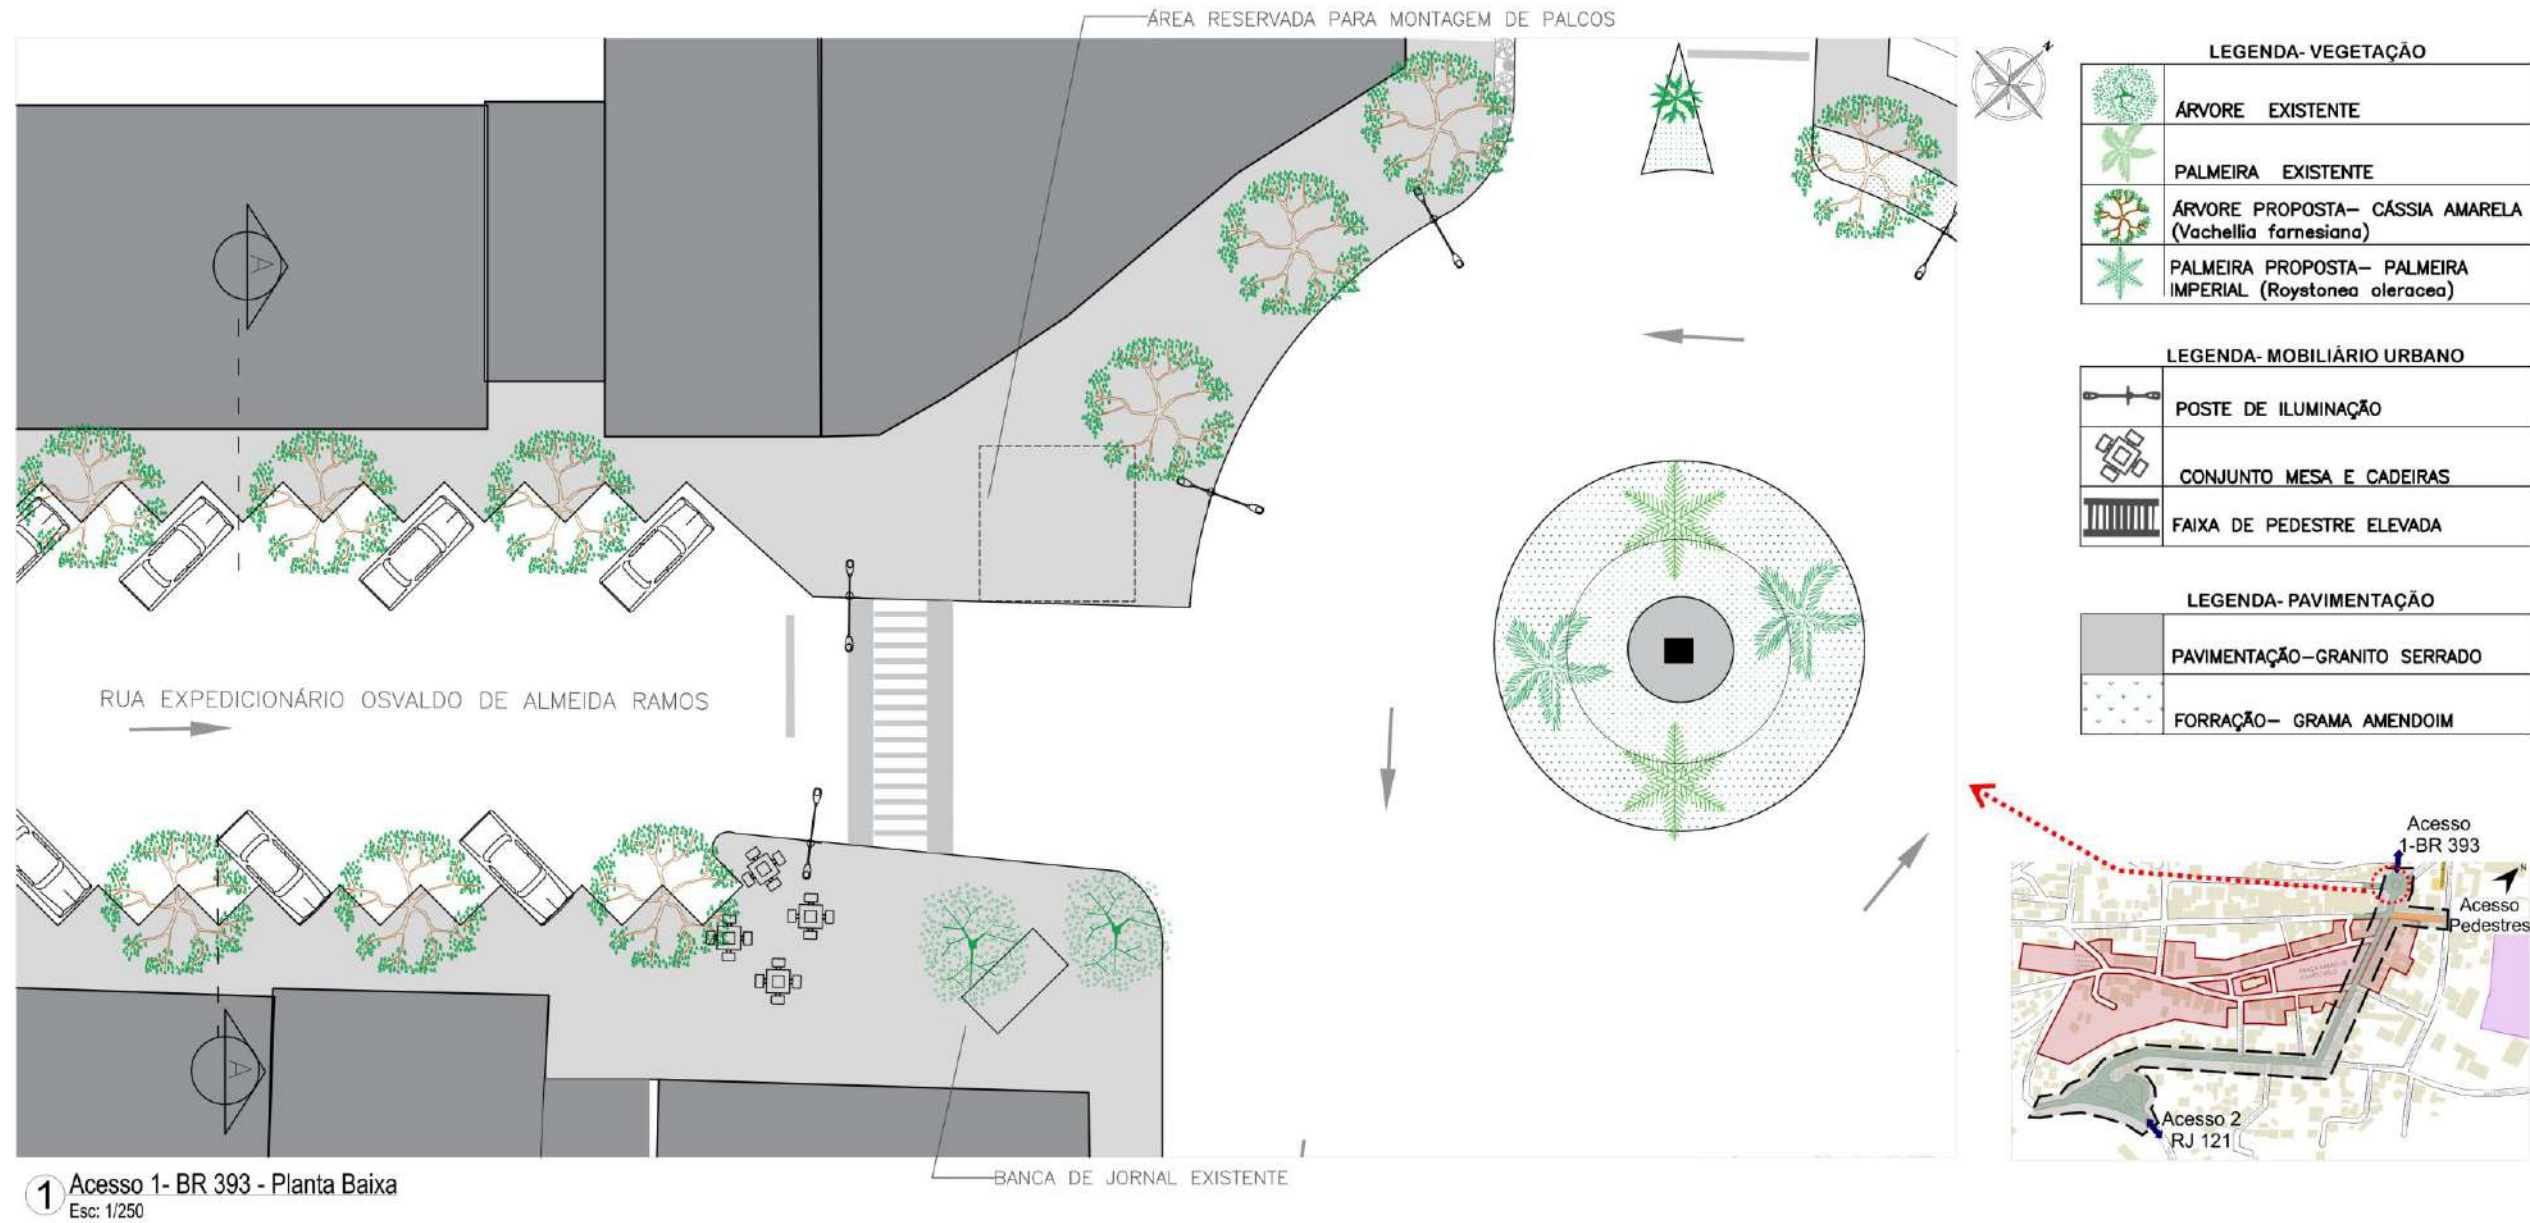 ÁREA RESERVADA PARA MONTAGEM DE PALCOS
A
RUA EXPEDICIONÁRIO OSVALDO DE ALMEIDA RAMOS
A
BANCA DE JORNAL EXISTENTE
1
Acesso 1- BR 393 - Planta Baixa
Esc: 1/250
N
LEGENDA- VEGETAÇÃO
ÁRVORE EXISTENTE
PALMEIRA EXISTENTE
ÁRVORE PROPOSTA– CÁSSIA AMARELA
(Vachellia farnesiana)
PALMEIRA PROPOSTA– PALMEIRA
IMPERIAL (Roystonea oleracea)
LEGENDA- MOBILIÁRIO URBANO
POSTE DE ILUMINAÇÃO
CONJUNTO MESA E CADEIRAS
FAIXA DE PEDESTRE ELEVADA
LEGENDA- PAVIMENTAÇÃO
PAVIMENTAÇÃO–GRANITO SERRADO
FORRAÇÃO– GRAMA AMENDOIM
Acesso
1-BR 393
N
Acesso
Pedestres
Acesso 2
RJ 121